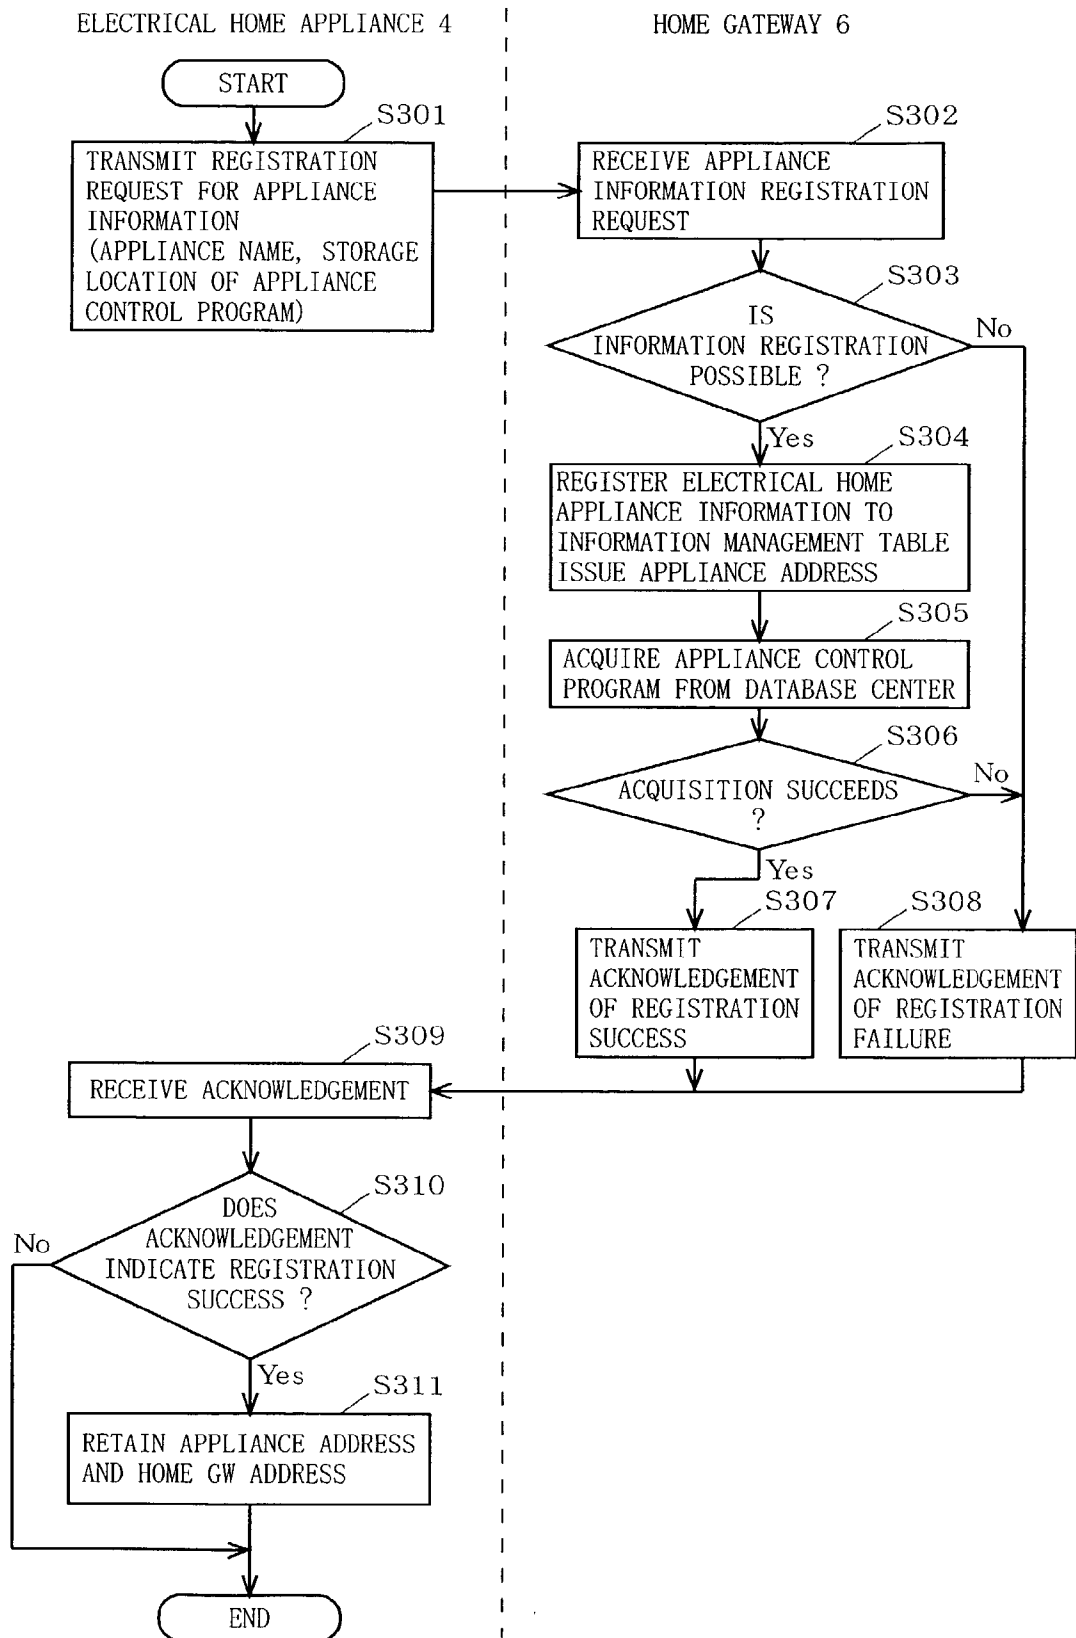 ELECTRICAL HOME APPLIANCE 4
HOME GATEWAY 6
START
S301
TRANSMIT REGISTRATION
REQUEST FOR APPLIANCE
INFORMATION
(APPLIANCE NAME, STORAGE
LOCATION OF APPLIANCE
CONTROL PROGRAM)
S302
RECEIVE APPLIANCE
INFORMATION REGISTRATION
REQUEST
S303
IS
INFORMATION REGISTRATION
POSSIBLE ?
No
Yes
S304
REGISTER ELECTRICAL HOME
APPLIANCE INFORMATION TO
INFORMATION MANAGEMENT TABLE
ISSUE APPLIANCE ADDRESS
S305
ACQUIRE APPLIANCE CONTROL
PROGRAM FROM DATABASE CENTER
S306
ACQUISITION SUCCEEDS
?
No
Yes
S307
TRANSMIT
ACKNOWLEDGEMENT
OF REGISTRATION
SUCCESS
S308
TRANSMIT
ACKNOWLEDGEMENT
OF REGISTRATION
FAILURE
S309
RECEIVE ACKNOWLEDGEMENT
S310
DOES
ACKNOWLEDGEMENT
INDICATE REGISTRATION
SUCCESS ?
No
Yes
S311
RETAIN APPLIANCE ADDRESS
AND HOME GW ADDRESS
END